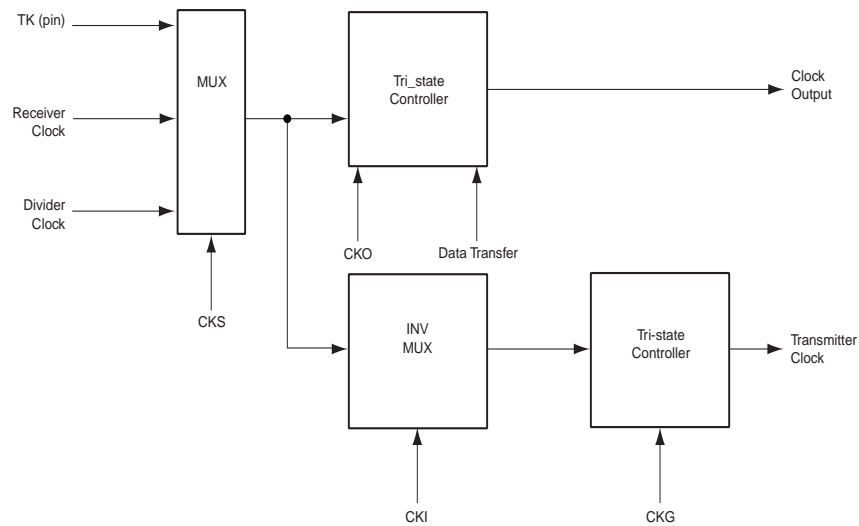 TK (pin)
MUX
Tri_state
Controller
Clock
Output
Receiver
Clock
Divider
Clock
CKO
Data Transfer
CKS
INV
MUX
Tri-state
Controller
Transmitter
Clock
CKI
CKG